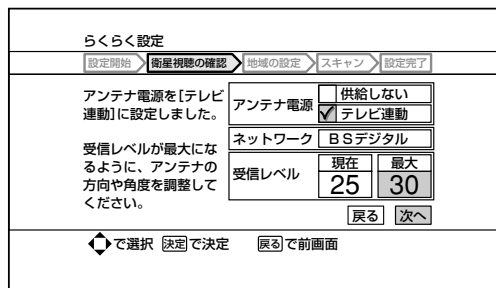 らくらく設定
設定開始 衛星視聴の確認 地域の設定 スキャン 設定完了
アンテナ電源を[テレビ
連動]に設定しました。
受信レベルが最大にな
るように、アンテナの
方向や角度を調整して
ください。
アンテナ電源 供給しない
テレビ連動
ネットワーク BSデジタル
受信レベル 現在 最大
25 30
戻る 次へ
で選択 決定で決定 戻るで前画面